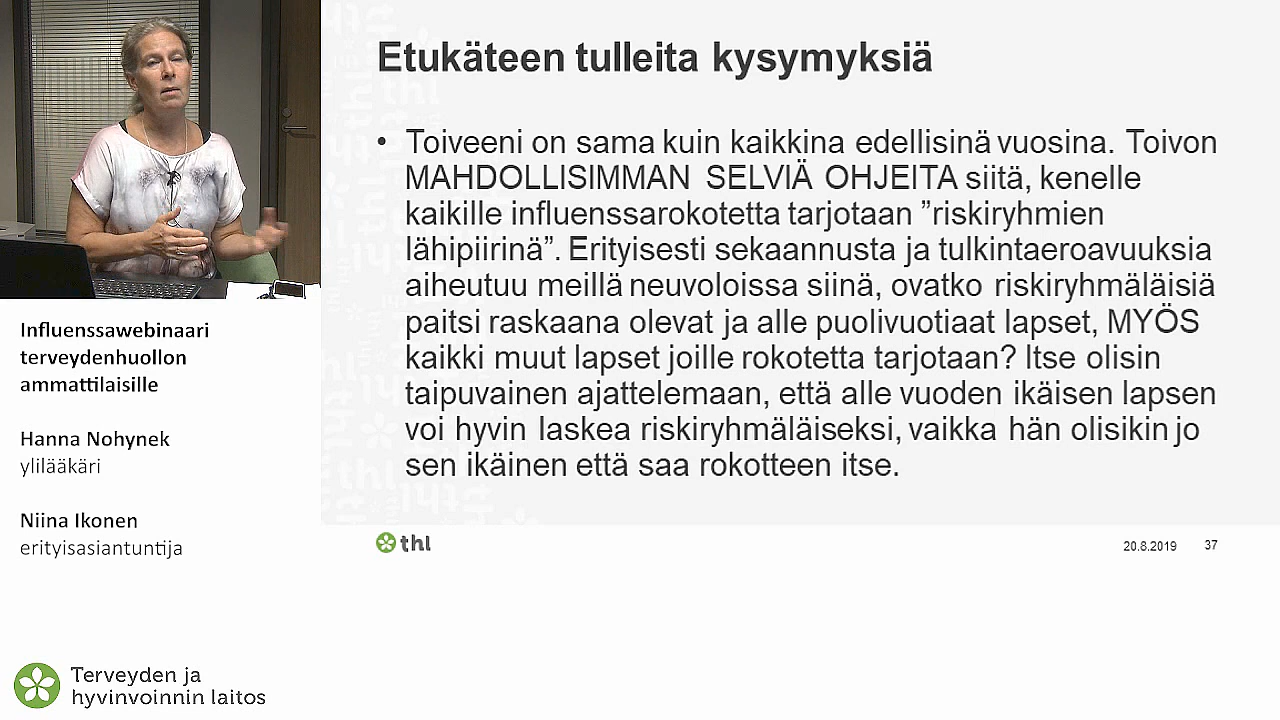 Etukäteen tulleita kysymyksiä
• Toiveeni on sama kuin kaikkina edellisinä vuosina. Toivon
MAHDOLLISIMMAN SELVIÄ OHJEITA siitä, kenelle
kaikille influenssarokotetta tarjotaan ”riskiryhmien
lähipiirinä”. Erityisesti sekaannusta ja tulkintaeroavuuksia
aiheutuu meillä neuvoloissa siinä, ovatko riskiryhmäläisiä
paitsi raskaana olevat ja alle puolivuotiaat lapset, MYÖS
kaikki muut lapset joille rokotetta tarjotaan? Itse olisin
taipuvainen ajattelemaan, että alle vuoden ikäisen lapsen
voi hyvin laskea riskiryhmäläiseksi, vaikka hän olisikin jo
sen ikäinen että saa rokotteen itse.
thl
20.8.2019 37
Influenssawebinaari
terveydenhuollon
ammattilaisille
Hanna Nohynek
ylilääkäri
Niina Ikonen
erityisasiantuntija
Terveyden ja
hyvinvoinnin laitos